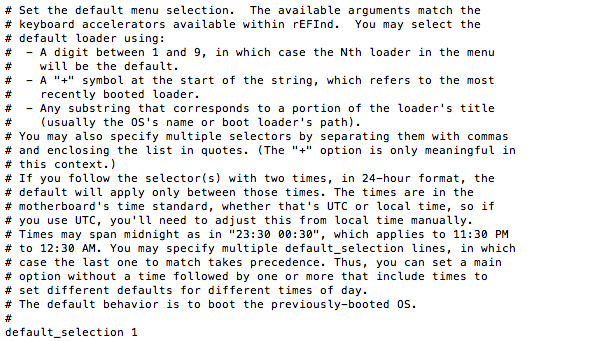 # Set the default menu selection.  The available arguments match the
# keyboard accelerators available within rEFInd.  You may select the
# default loader using:
#  - A digit between 1 and 9, in which case the Nth loader in the menu
#    will be the default.
#  - A "+" symbol at the start of the string, which refers to the most
#    recently booted loader.
#  - Any substring that corresponds to a portion of the loader's title
#    (usually the OS's name or boot loader's path).
# You may also specify multiple selectors by separating them with commas
# and enclosing the list in quotes. (The "+" option is only meaningful in
# this context.)
# If you follow the selector(s) with two times, in 24-hour format, the
# default will apply only between those times. The times are in the
# motherboard's time standard, whether that's UTC or local time, so if
# you use UTC, you'll need to adjust this from local time manually.
# Times may span midnight as in "23:30 00:30", which applies to 11:30 PM
# to 12:30 AM. You may specify multiple default_selection lines, in which
# case the last one to match takes precedence. Thus, you can set a main
# option without a time followed by one or more that include times to
# set different defaults for different times of day.
# The default behavior is to boot the previously-booted OS.
#
default_selection 1